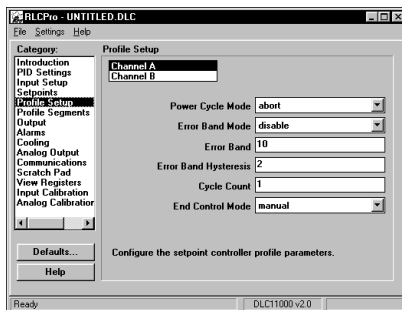 RLCPro - UNTITLED.DLC
File Settings Help
Category:
Introduction
PID Settings
Input Setup
Setpoints
Profile Setup
Profile Segments
Output
Alarms
Cooling
Analog Output
Communications
Scratch Pad
View Registers
Input Calibration
Analog Calibration
Defaults...
Help
Profile Setup
Channel A
Channel B
Power Cycle Mode abort
Error Band Mode disable
Error Band 10
Error Band Hysteresis 2
Cycle Count 1
End Control Mode manual
Configure the setpoint controller profile parameters.
Ready DLC11000 v2.0